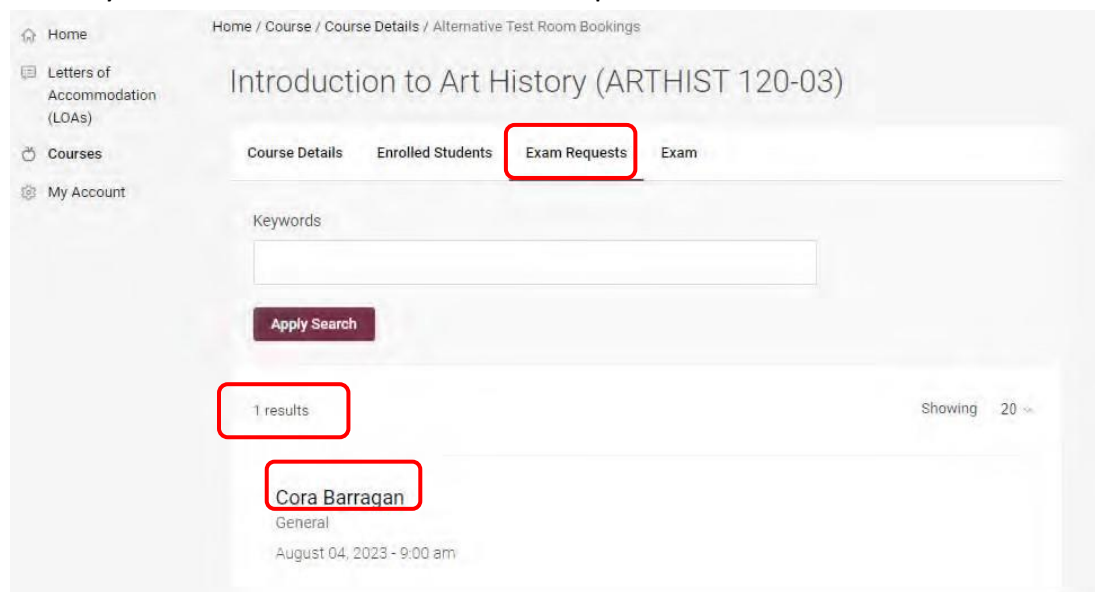 Home / Course / Course Details / Alternative Test Room Bookings
Home
Letters of
Accommodation
(LOAs)
Courses
My Account
Introduction to Art History (ARTHIST 120-03)
Course Details Enrolled Students Exam Requests Exam
Keywords
Apply Search
1 results
Showing 20
Cora Barragan
General
August 04, 2023 - 9:00 am